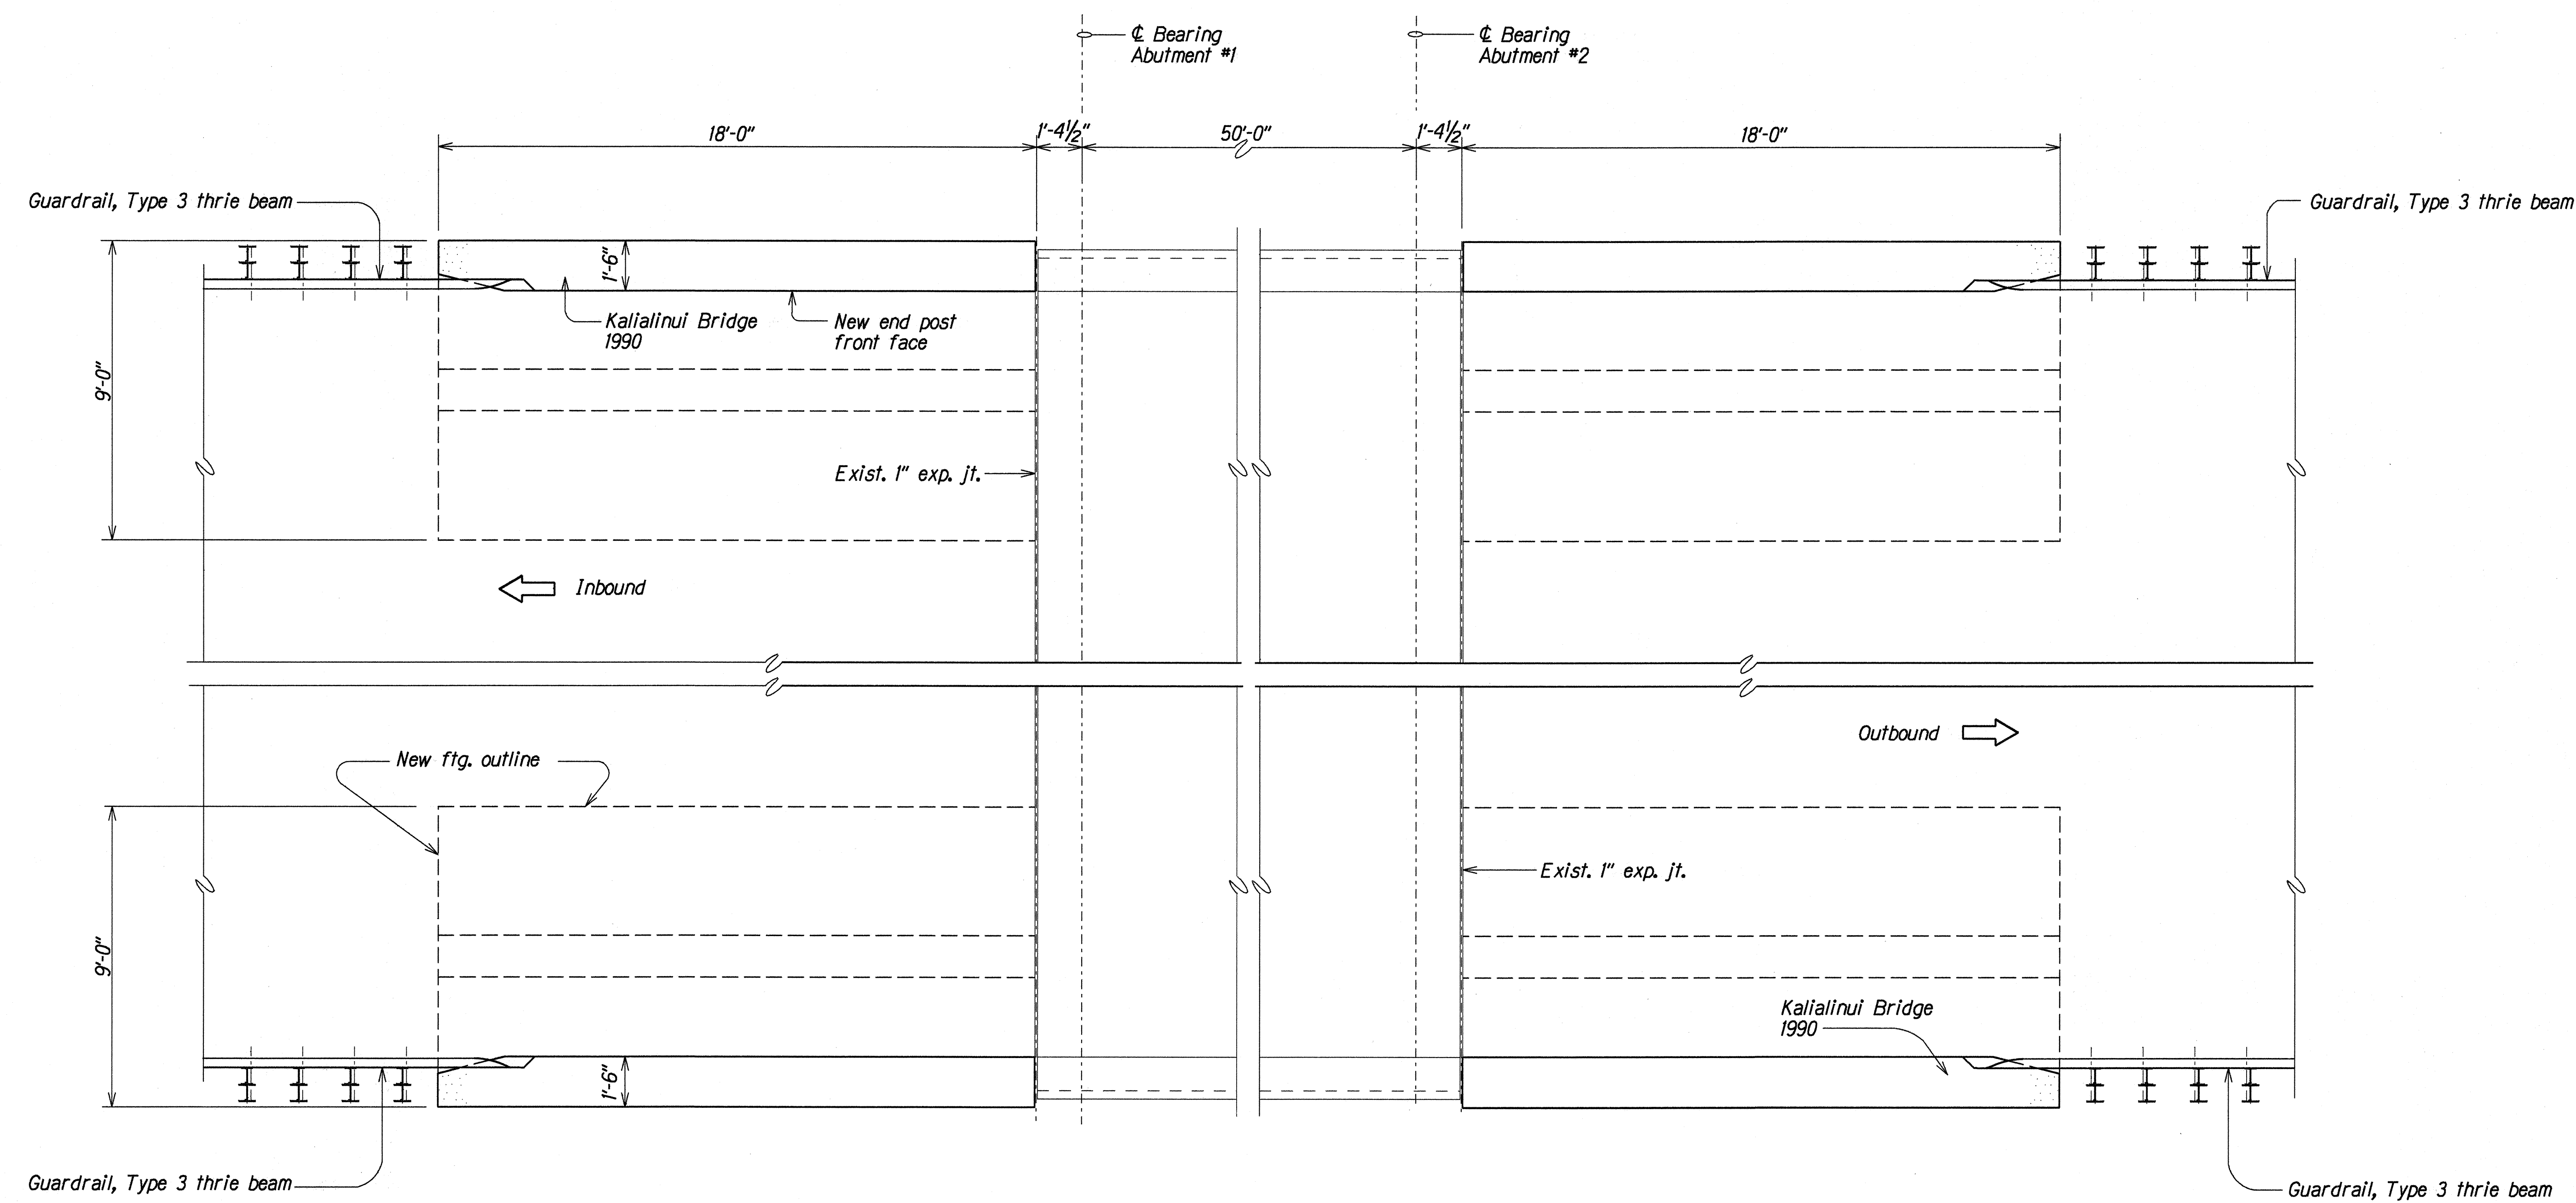 ℄ Bearing
Abutment #1
℄ Bearing
Abutment #2
18'-0"
1'-4½"
50'-0"
1'-4½"
18'-0"
Guardrail, Type 3 thrie beam
Guardrail, Type 3 thrie beam
1'-6"
Kalialinui Bridge
1990
New end post
front face
9'-0"
Exist. 1" exp. jt.
Inbound
Outbound
New ftg. outline
Exist. 1" exp. jt.
9'-0"
Kalialinui Bridge
1990
1'-6"
Guardrail, Type 3 thrie beam
Guardrail, Type 3 thrie beam